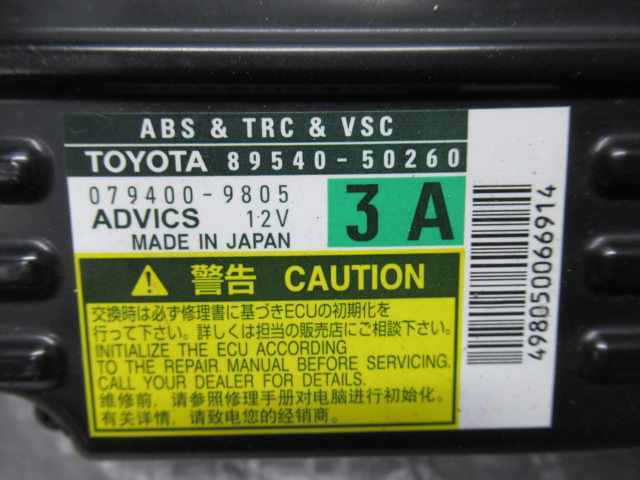 ABS & TRC & VSC
TOYOTA 89540-50260
079400-9805
ADVICS 12V
MADE IN JAPAN
3A
⚠ 警告 CAUTION
交換時は必ず修理書に基づきECUの初期化を
行って下さい。詳しくは担当の販売店にご相談下さい。
INITIALIZE THE ECU ACCORDING
TO THE REPAIR MANUAL BEFORE SERVICING.
CALL YOUR DEALER FOR DETAILS.
维修前，请参照修理手册对电脑进行初始化。
有关详情，请致电您的经销商。
498050066914